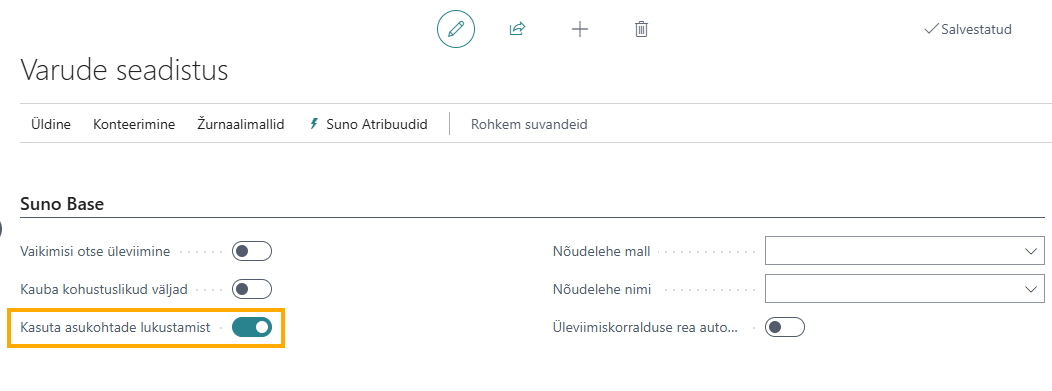 Salvestatud
Varude seadistus
Üldine Konteerimine Žurnaalimallid Suno Atribuudid Rohkem suvandeid
Suno Base
Vaikimisi otse üleviimine
Nõudelehe mall
Kauba kohustuslikud väljad
Nõudelehe nimi
Kasuta asukohtade lukustamist
Üleviimiskorralduse rea auto...